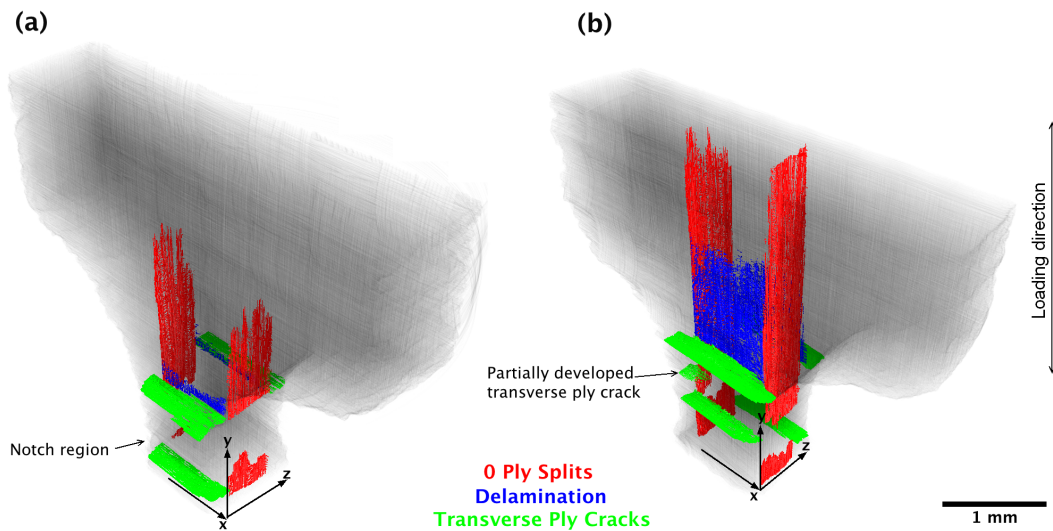 (a)
(b)
Loading direction
Partially developed
transverse ply crack
Notch region
y
z
x
y
z
x
0 Ply Splits
Delamination
Transverse Ply Cracks
1 mm